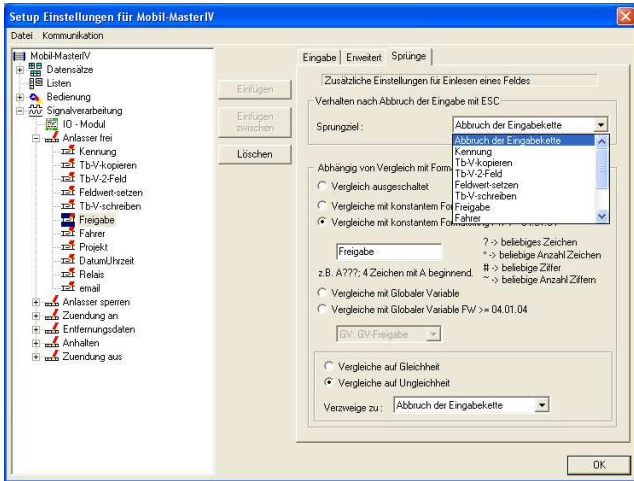 Setup Einstellungen für Mobil-MasterIV
Datei Kommunikation
Mobil-MasterIV
Datensätze
Listen
Bedienung
Signalverarbeitung
IO - Modul
Anlasser frei
Kennung
Tb-V-kopieren
Tb-V-2-Feld
Feldwert-setzen
Tb-V-schreiben
Freigabe
Fahrer
Projekt
DatumUhrzeit
Relais
email
Anlasser sperren
Zuendung an
Entfernungsdaten
Anhalten
Zuendung aus
Einfügen
Einfügen
zwischen
Löschen
Eingabe Erweitert Sprünge
Zusätzliche Einstellungen für Einlesen eines Feldes
Verhalten nach Abbruch der Eingabe mit ESC
Sprungziel : Abbruch der Eingabekette
Abbruch der Eingabekette
Kennung
Tb-V-kopieren
Tb-V-2-Feld
Feldwert-setzen
Tb-V-schreiben
Freigabe
Fahrer
Abhängig von Vergleich mit
Vergleich ausgeschaltet
Vergleiche mit konstantem
Vergleiche mit konstantem
Freigabe
? -> beliebiges Zeichen
* -> beliebige Anzahl Zeichen
# -> beliebige Ziffer
~ -> beliebige Anzahl Ziffern
z.B. A???; 4 Zeichen mit A beginnend.
Vergleiche mit Globaler Variable
Vergleiche mit Globaler Variable FW >= 04.01.04
GV: GV-Freigabe
Vergleiche auf Gleichheit
Vergleiche auf Ungleichheit
Verzweige zu : Abbruch der Eingabekette
OK